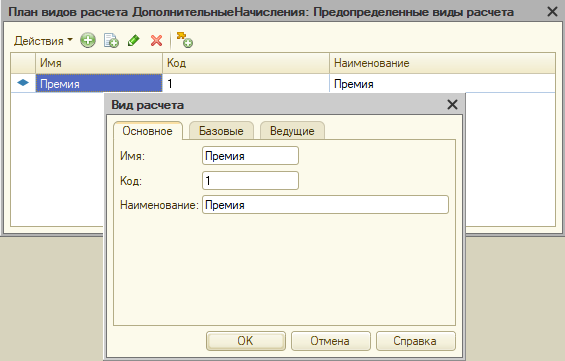 План видов расчета ДополнительныеНачисления: Предопределенные виды расчета
Действия
Имя Код Наименование
Премия 1 Премия
Вид расчета
Основное Базовые Ведущие
Имя: Премия
Код: 1
Наименование: Премия
OK Отмена Справка